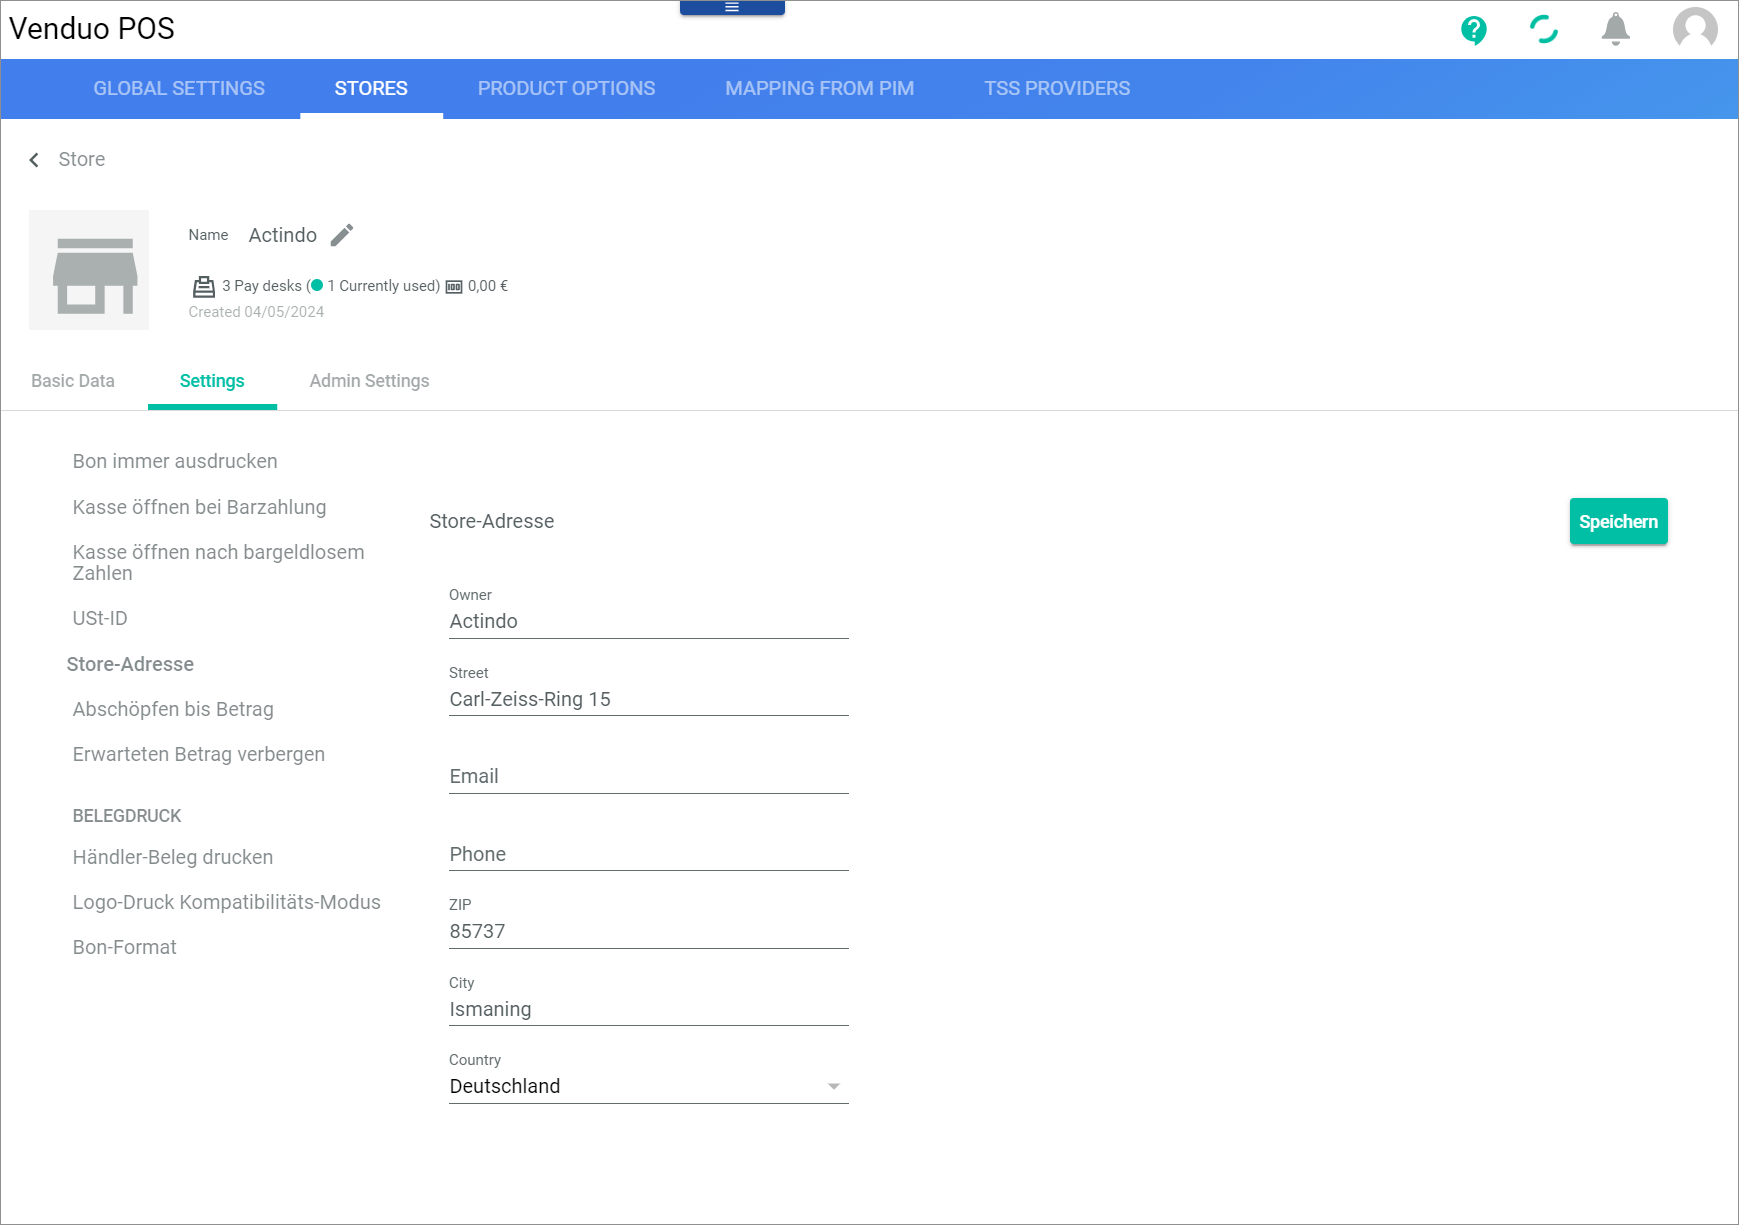 Venduo POS
GLOBAL SETTINGS STORES PRODUCT OPTIONS MAPPING FROM PIM TSS PROVIDERS
Store
Name Actindo
3 Pay desks ( 1 Currently used) 100 0,00 €
Created 04/05/2024
Basic Data Settings Admin Settings
Bon immer ausdrucken
Kasse öffnen bei Barzahlung
Kasse öffnen nach bargeldlosem
Zahlen
USt-ID
Store-Adresse
Abschöpfen bis Betrag
Erwarteten Betrag verbergen
BELEGDRUCK
Händler-Beleg drucken
Logo-Druck Kompatibilitäts-Modus
Bon-Format
Store-Adresse
Speichern
Owner
Actindo
Street
Carl-Zeiss-Ring 15
Email
Phone
ZIP
85737
City
Ismaning
Country
Deutschland